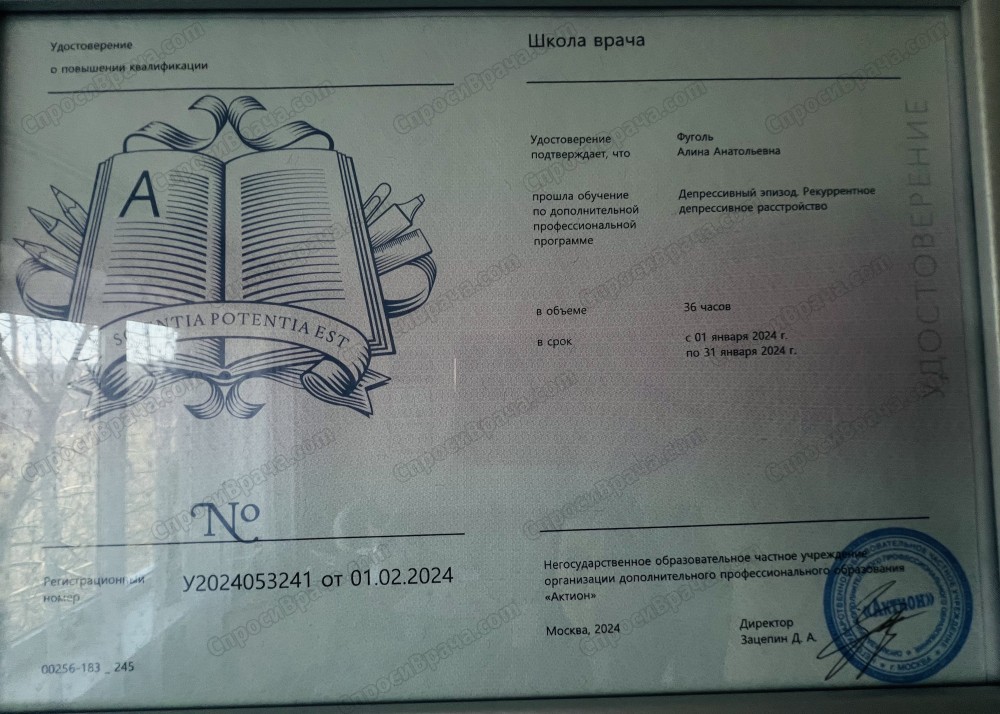 Удостоверение
о повышении квалификации
A
SCIENTIA POTENTIA EST
№
Регистрационный
номер
У2024053241 от 01.02.2024
00256-183 _ 245
Школа врача
Удостоверение
подтверждает, что
Фуголь
Алина Анатольевна
прошла обучение
по дополнительной
профессиональной
программе
Депрессивный эпизод. Рекуррентное
депрессивное расстройство
в объеме
36 часов
в срок
с 01 января 2024 г.
по 31 января 2024 г.
Негосударственное образовательное частное учреждение
организации дополнительного профессионального образования
«Актион»
Москва, 2024
Директор
Зацепин Д. А.
«Актион»
г. МОСКВА
УДОСТОВЕРЕНИЕ
СпросиВрача.com